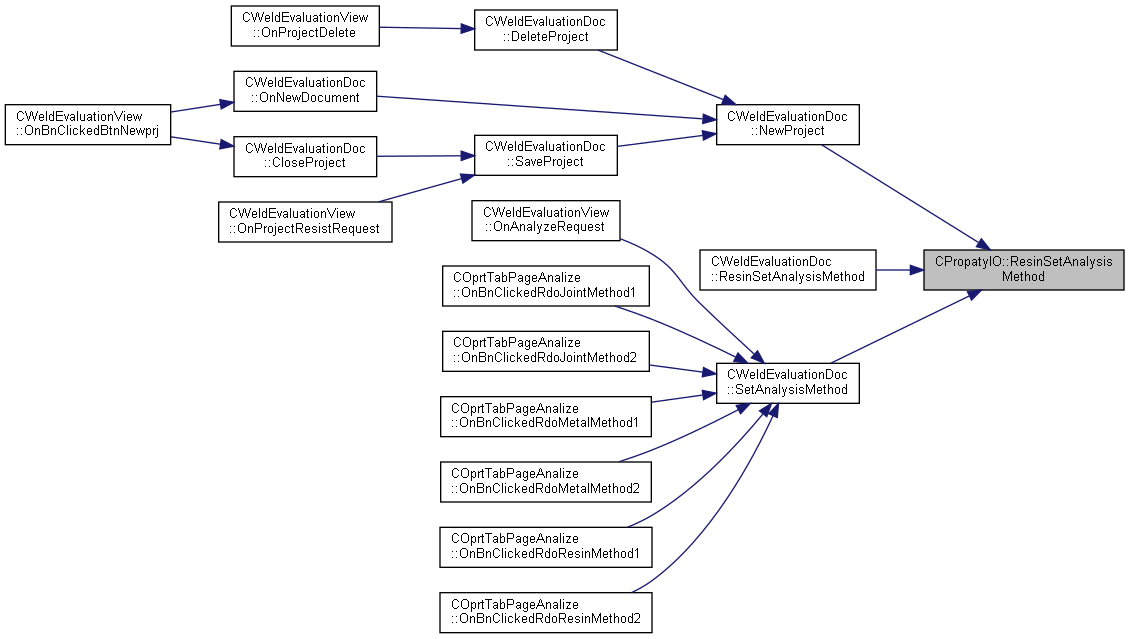 CWeldEvaluationView
::OnProjectDelete
CWeldEvaluationDoc
::DeleteProject
CWeldEvaluationDoc
::OnNewDocument
CWeldEvaluationView
::OnBnClickedBtnNewprj
CWeldEvaluationDoc
::NewProject
CWeldEvaluationDoc
::CloseProject
CWeldEvaluationDoc
::SaveProject
CWeldEvaluationView
::OnProjectResistRequest
CWeldEvaluationView
::OnAnalyzeRequest
CWeldEvaluationDoc
::ResinSetAnalysisMethod
CPropatyIO::ResinSetAnalysis
Method
COprtTabPageAnalize
::OnBnClickedRdoJointMethod1
COprtTabPageAnalize
::OnBnClickedRdoJointMethod2
CWeldEvaluationDoc
::SetAnalysisMethod
COprtTabPageAnalize
::OnBnClickedRdoMetalMethod1
COprtTabPageAnalize
::OnBnClickedRdoMetalMethod2
COprtTabPageAnalize
::OnBnClickedRdoResinMethod1
COprtTabPageAnalize
::OnBnClickedRdoResinMethod2